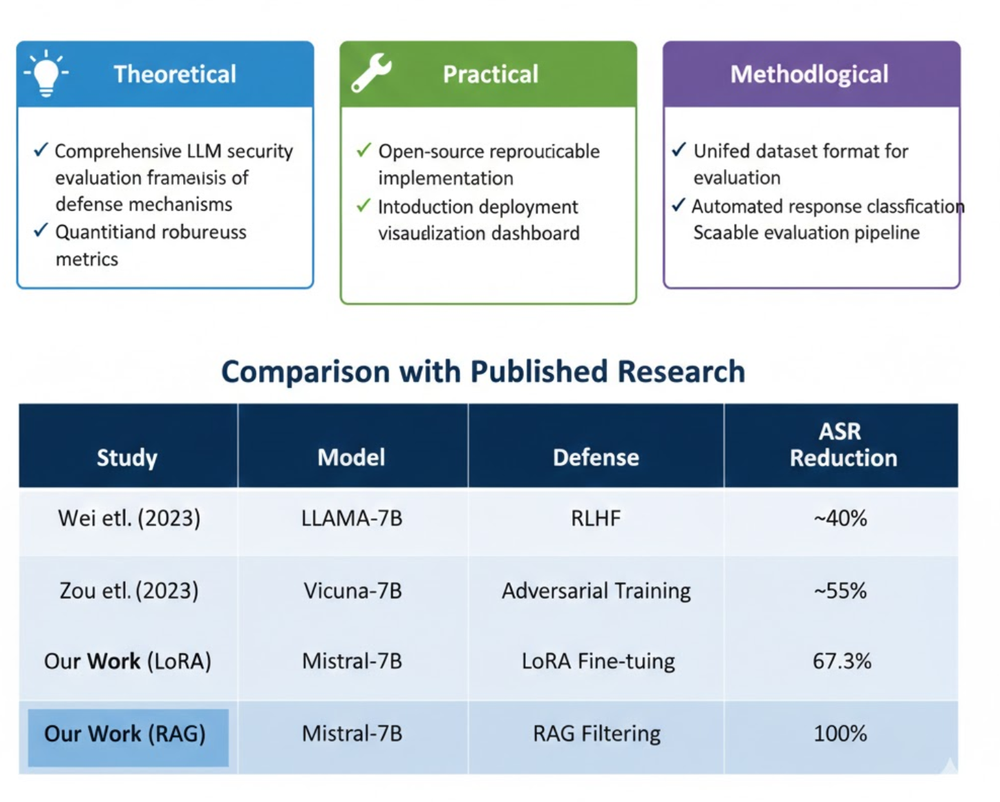 Theoretical
✓ Comprehensive LLM security
evaluation frameisis of
defense mechanisms
✓ Quantitiand robureuss
metrics
Practical
✓ Open-source reprouticable
implementation
✓ Intoduction deployment
visaudlization dashboard
Methodlogical
✓ Unifed dataset format for
evaluation
✓ Automated response classfication
Scaable evaluation pipeline
Comparison with Published Research
Study Model Defense ASR Reduction
Wei etl. (2023) LLAMA-7B RLHF ~40%
Zou etl. (2023) Vicuna-7B Adversarial Training ~55%
Our Work (LoRA) Mistral-7B LoRA Fine-tuing 67.3%
Our Work (RAG) Mistral-7B RAG Filtering 100%